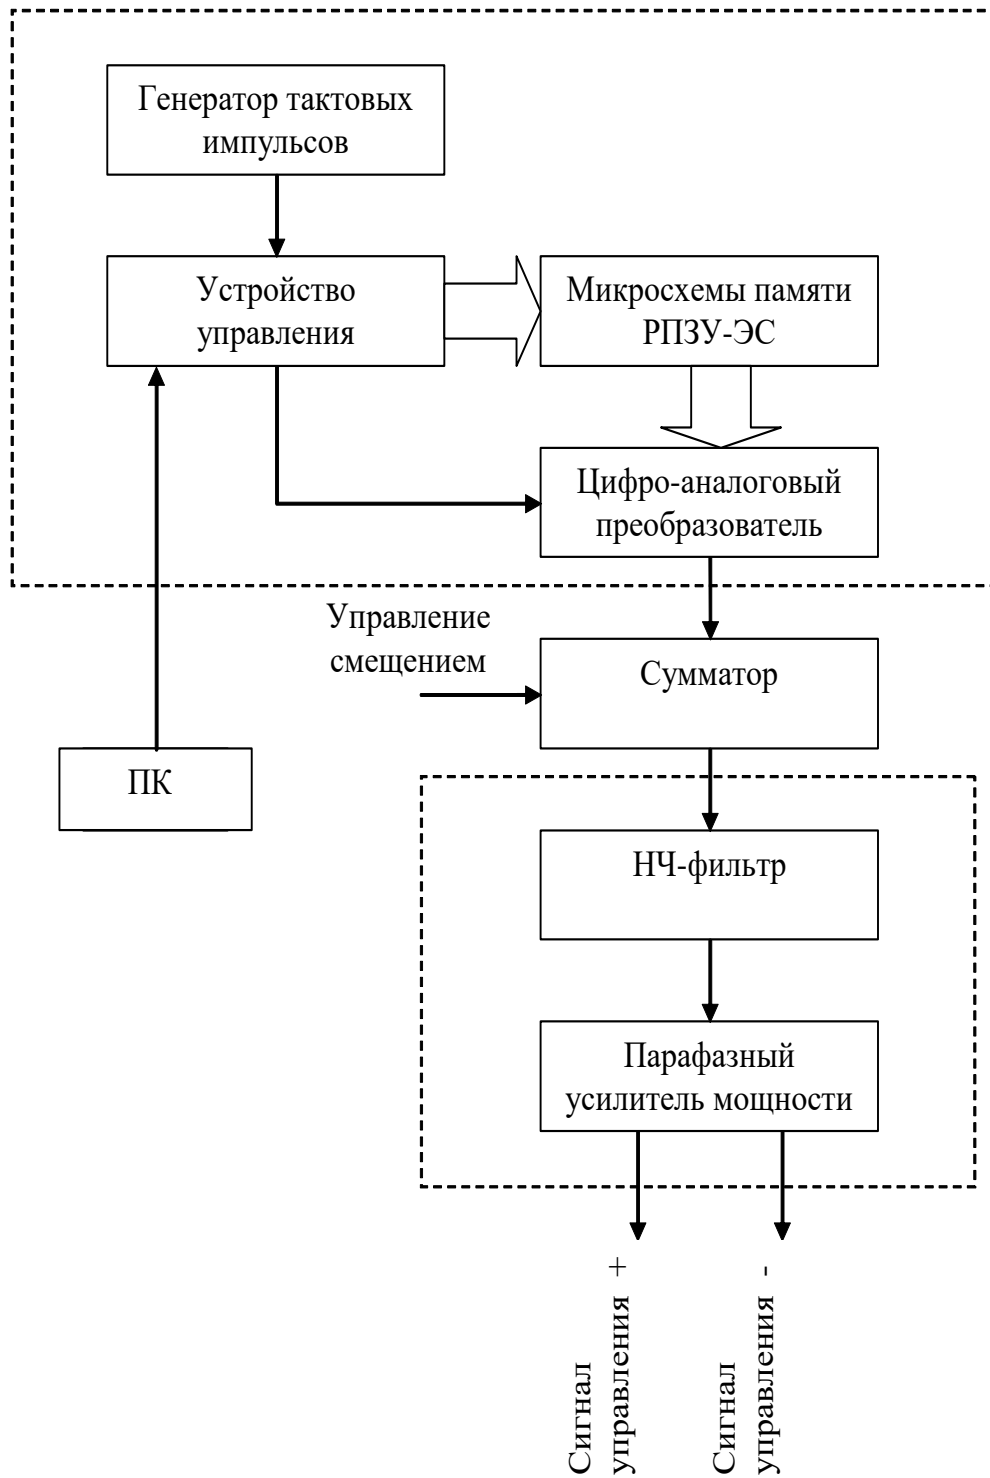 Генератор тактовых
импульсов
Устройство
управления
Микросхемы памяти
РПЗУ-ЭС
Цифро-аналоговый
преобразователь
Управление
смещением
Сумматор
ПК
НЧ-фильтр
Парафазный
усилитель мощности
Сигнал
управления +
Сигнал
управления -